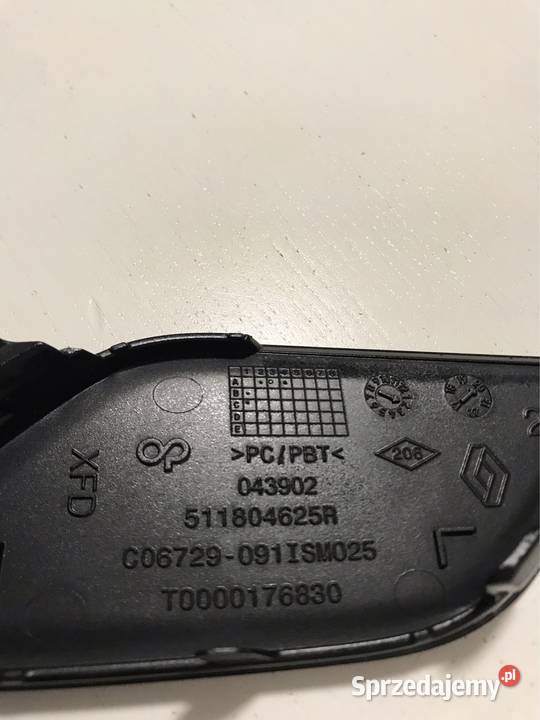 A
B
C
D
E
XFD
>PC/PBT<
206
043902
511804625R
C06729-091ISM025
L
T0000176830
Sprzedajemy.pl